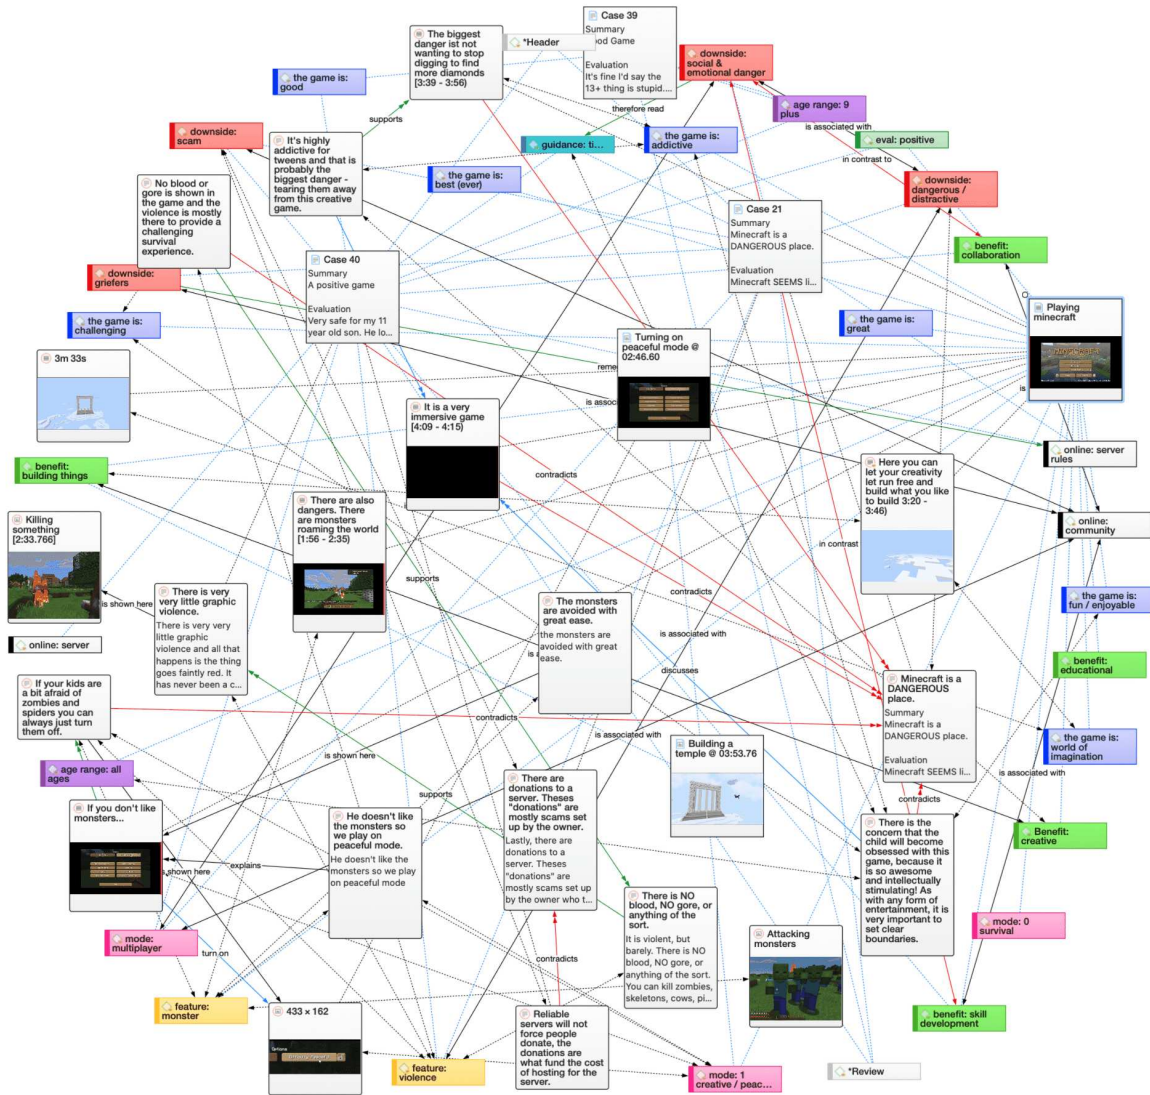 The biggest
danger ist not
wanting to stop
digging to find
more diamonds
[3:39 - 3:56)
*Header
Case 39
Summary
ood Game
Evaluation
It's fine I'd say the
13+ thing is stupid....
downside:
social &
emotional danger
the game is:
good
age range: 9
plus
therefore read
is associated with
supports
downside:
scam
It's highly
addictive for
tweens and that is
probably the
biggest danger -
tearing them away
from this creative
game.
guidance: ti...
the game is:
addictive
eval: positive
in contrast to
the game is:
best (ever)
downside:
dangerous /
distractive
No blood or
gore is shown in
the game and the
violence is mostly
there to provide a
challenging
survival
experience.
Case 21
Summary
Minecraft is a
DANGEROUS place.
Evaluation
Minecraft SEEMS li...
benefit:
collaboration
Case 40
Summary
A positive game
Evaluation
Very safe for my 11
year old son. He lo...
downside:
griefers
the game is:
challenging
the game is:
great
Playing
minecraft
Turning on
peaceful mode @
02:46.60
3m 33s
reme
is
is assoc
It is a very
immersive game
[4:09 - 4:15)
online: server
rules
benefit:
building things
contradicts
Here you can
let your creativity
let run free and
build what you like
to build 3:20 -
3:46)
There are also
dangers. There
are monsters
roaming the world
[1:56 - 2:35)
Killing
something
[2:33.766]
online:
community
in contrast
supports
contradicts
There is very
very little graphic
violence.
There is very very
little graphic
violence and all that
happens is the thing
goes faintly red. It
has never been a c...
is shown here
The monsters
are avoided with
great ease.
the monsters are
avoided with great
ease.
the game is:
fun / enjoyable
online: server
is a
is associated with
benefit:
educational
discusses
If your kids are
a bit afraid of
zombies and
spiders you can
always just turn
them off.
Minecraft is a
DANGEROUS
place.
Summary
Minecraft is a
DANGEROUS place.
Evaluation
Minecraft SEEMS li...
contradicts
is associated with
the game is:
world of
imagination
Building a
temple @ 03:53.76
is shown here
age range: all
ages
is associated with
There are
donations to a
server. Theses
"donations" are
mostly scams set
up by the owner.
Lastly, there are
donations to a
server. Theses
"donations" are
mostly scams set up
by the owner who t...
supports
contradicts
If you don't like
monsters...
He doesn't like
the monsters so
we play on
peaceful mode.
He doesn't like the
monsters so we play
on peaceful mode
There is the
concern that the
child will become
obsessed with this
game, because it
is so awesome
and intellectually
stimulating! As
with any form of
entertainment, it is
very important to
set clear
boundaries.
Benefit:
creative
explains
shown here
There is NO
blood, NO gore, or
anything of the
sort.
It is violent, but
barely. There is NO
blood, NO gore, or
anything of the sort.
You can kill zombies,
skeletons, cows, pi...
mode: 0
survival
Attacking
monsters
mode:
multiplayer
turn on
contradicts
feature:
monster
433 × 162
Reliable
servers will not
force people
donate, the
donations are
what fund the cost
of hosting for the
server.
benefit: skill
development
feature:
violence
mode: 1
creative / peac...
*Review